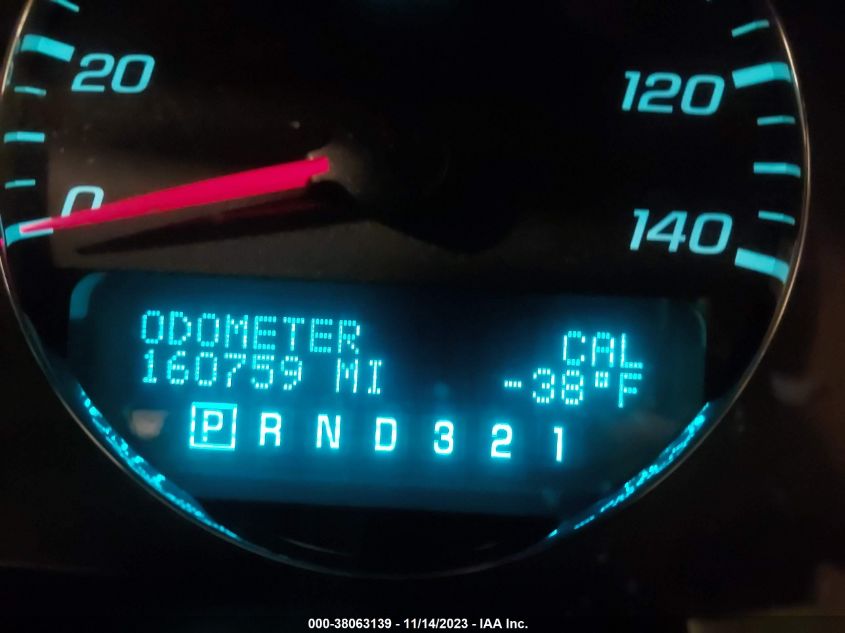 20
120
0
140
ODOMETER CAL
160759 MI -38°F
P R N D 3 2 1
000-38063139 - 11/14/2023 - IAA Inc.